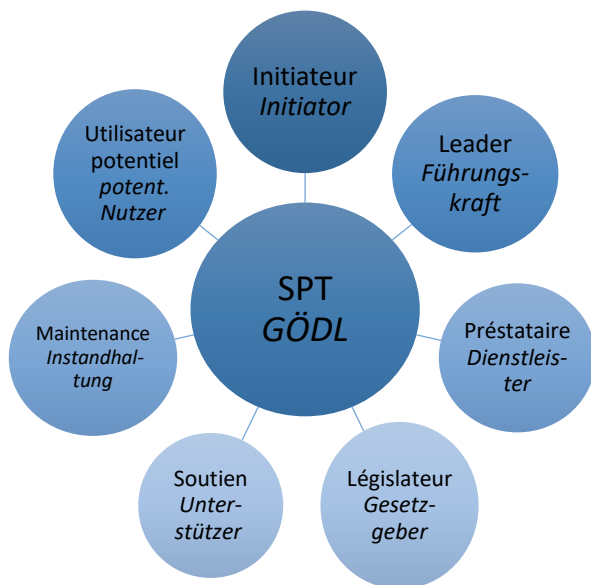 Initiateur
Initiator
Leader
Führungs-
kraft
Préstataire
Dienstleis-
ter
Législateur
Gesetz-
geber
Soutien
Unter-
stützer
Maintenance
Instandhal-
tung
Utilisateur
potentiel
potent.
Nutzer
SPT
GÖDL